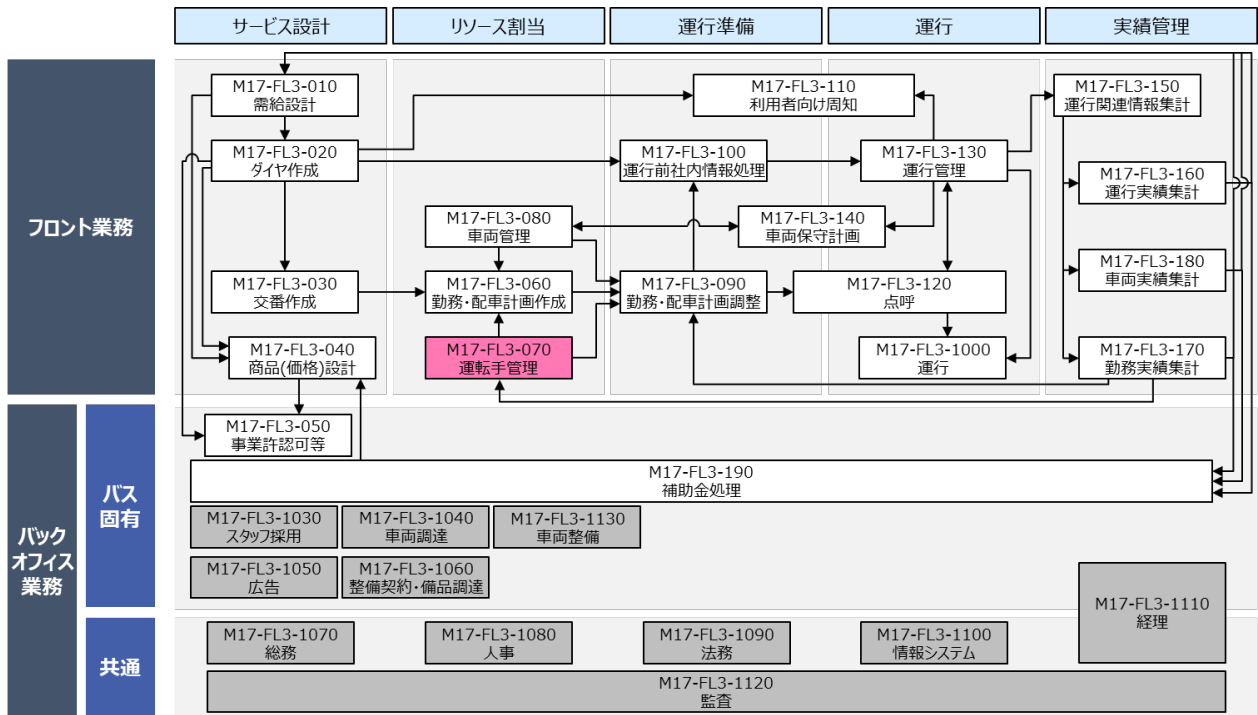 サービス設計
リソース割当
運行準備
運行
実績管理
フロント業務
M17-FL3-010
需給設計
M17-FL3-110
利用者向け周知
M17-FL3-150
運行関連情報集計
M17-FL3-020
ダイヤ作成
M17-FL3-100
運行前社内情報処理
M17-FL3-130
運行管理
M17-FL3-160
運行実績集計
M17-FL3-080
車両管理
M17-FL3-140
車両保守計画
M17-FL3-180
車両実績集計
M17-FL3-030
交番作成
M17-FL3-060
勤務・配車計画作成
M17-FL3-090
勤務・配車計画調整
M17-FL3-120
点呼
M17-FL3-040
商品(価格)設計
M17-FL3-070
運転手管理
M17-FL3-1000
運行
M17-FL3-170
勤務実績集計
バック
オフィス
業務
バス
固有
M17-FL3-050
事業許認可等
M17-FL3-190
補助金処理
M17-FL3-1030
スタッフ採用
M17-FL3-1040
車両調達
M17-FL3-1130
車両整備
M17-FL3-1050
広告
M17-FL3-1060
整備契約・備品調達
M17-FL3-1110
経理
共通
M17-FL3-1070
総務
M17-FL3-1080
人事
M17-FL3-1090
法務
M17-FL3-1100
情報システム
M17-FL3-1120
監査